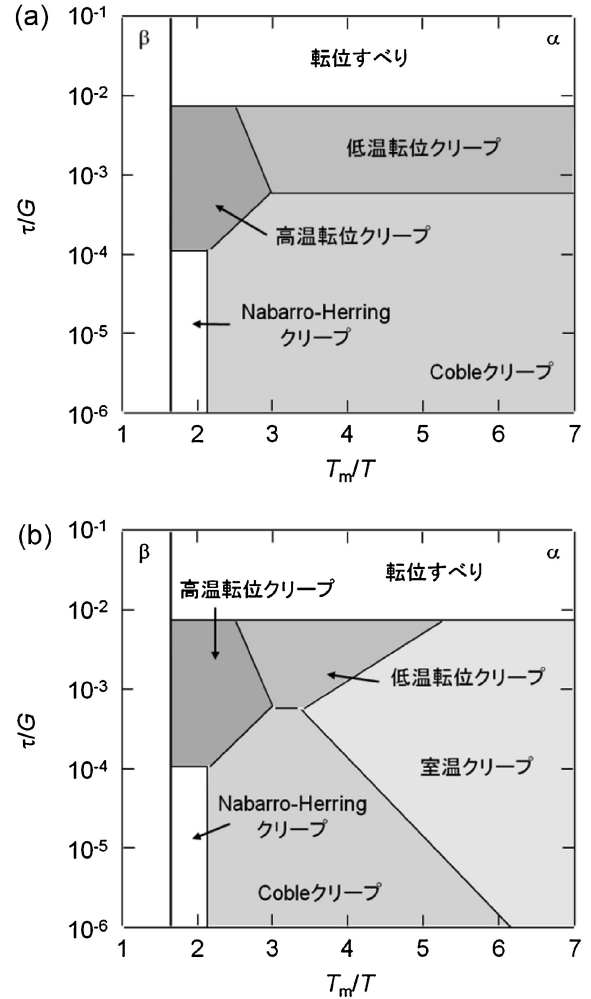 (a)
10-1
β
α
転位すべり
10-2
低温転位クリープ
10-3
τ/G
高温転位クリープ
10-4
Nabarro-Herring
クリープ
10-5
Cobleクリープ
10-6
1 2 3 4 5 6 7
Tm/T
(b)
10-1
β
α
転位すべり
高温転位クリープ
10-2
低温転位クリープ
10-3
τ/G
室温クリープ
10-4
Nabarro-Herring
クリープ
10-5
Cobleクリープ
10-6
1 2 3 4 5 6 7
Tm/T